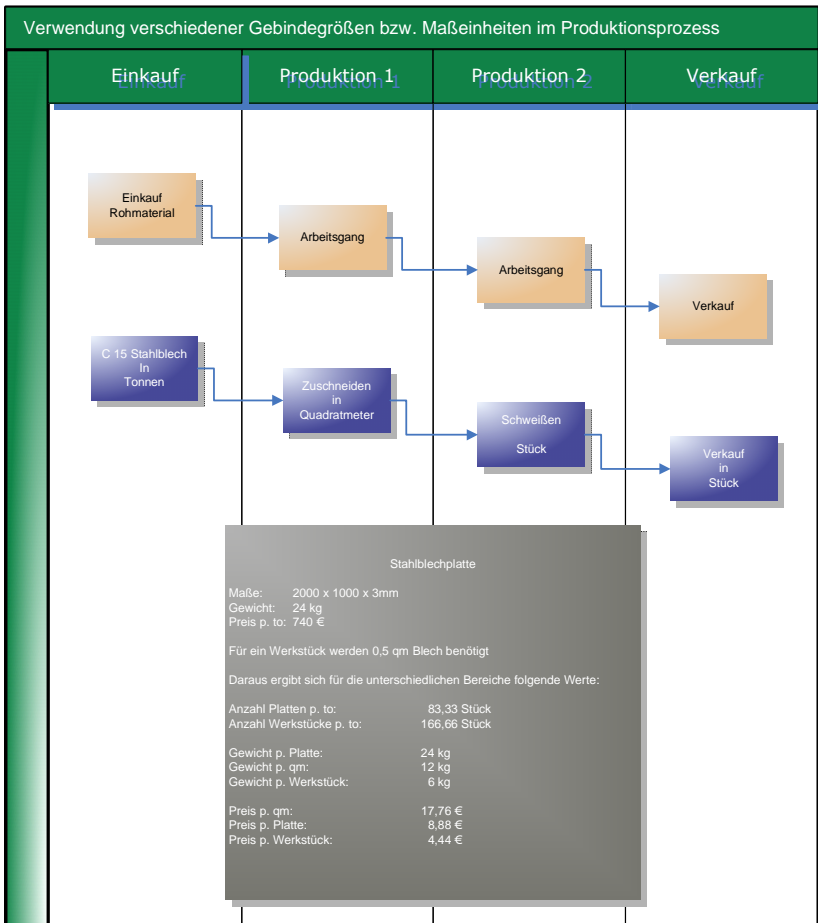 Verwendung verschiedener Gebindegrößen bzw. Maßeinheiten im Produktionsprozess
Einkauf
Produktion 1
Produktion 2
Verkauf
Einkauf
Rohmaterial
Arbeitsgang
Arbeitsgang
Verkauf
C 15 Stahlblech
In
Tonnen
Zuschneiden
in
Quadratmeter
Schweißen
Stück
Verkauf
in
Stück
Stahlblechplatte
Maße: 2000 x 1000 x 3mm
Gewicht: 24 kg
Preis p. to: 740 €
Für ein Werkstück werden 0,5 qm Blech benötigt
Daraus ergibt sich für die unterschiedlichen Bereiche folgende Werte:
Anzahl Platten p. to: 83,33 Stück
Anzahl Werkstücke p. to: 166,66 Stück
Gewicht p. Platte: 24 kg
Gewicht p. qm: 12 kg
Gewicht p. Werkstück: 6 kg
Preis p. qm: 17,76 €
Preis p. Platte: 8,88 €
Preis p. Werkstück: 4,44 €